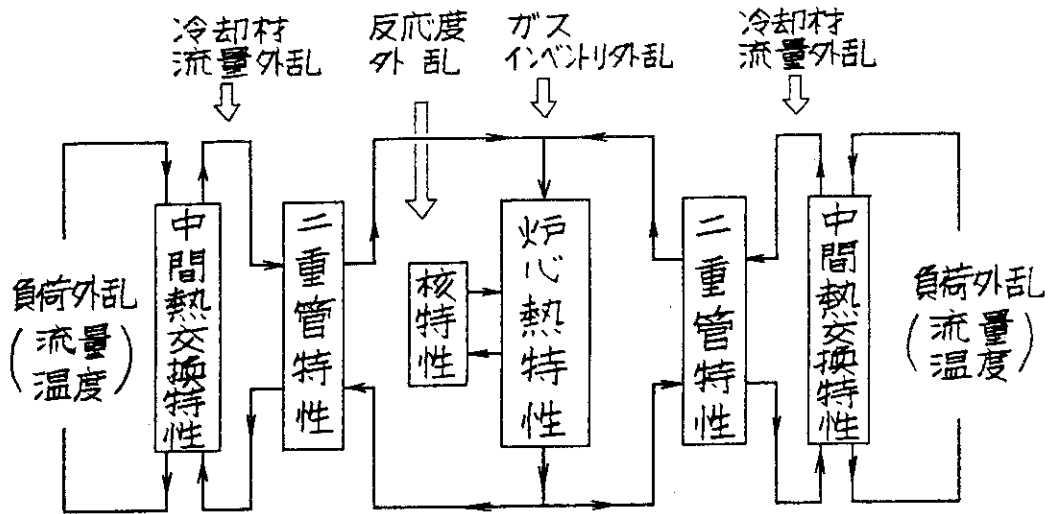 冷却材
流量外乱
反応度
外乱
ガス
インベントリ外乱
冷却材
流量外乱
負荷外乱
(流量
温度)
中間熱交換特性
二重管特性
核特性
炉心熱特性
二重管特性
中間熱交換特性
負荷外乱
(流量
温度)